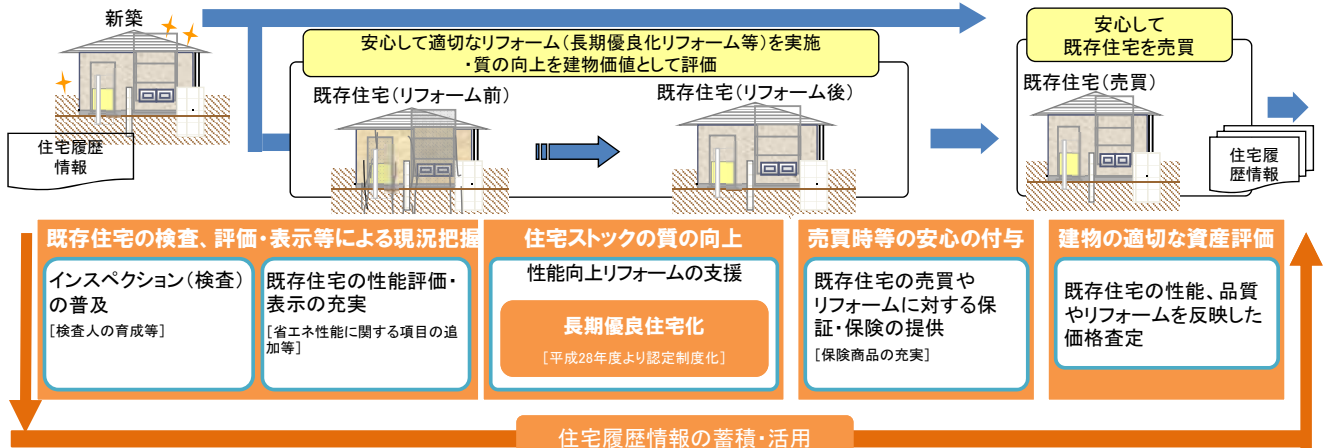 新築
安心して適切なリフォーム（長期優良化リフォーム等）を実施
・質の向上を建物価値として評価
安心して
既存住宅を売買
既存住宅（リフォーム前）
既存住宅（リフォーム後）
既存住宅（売買）
住宅履歴
情報
住宅履
歴情報
既存住宅の検査、評価・表示等による現況把握
インスペクション（検査）
の普及
[検査人の育成等]
既存住宅の性能評価・
表示の充実
[省エネ性能に関する項目の追
加等]
住宅ストックの質の向上
性能向上リフォームの支援
長期優良住宅化
[平成28年度より認定制度化]
売買時等の安心の付与
既存住宅の売買や
リフォームに対する保
証・保険の提供
[保険商品の充実]
建物の適切な資産評価
既存住宅の性能、品質
やリフォームを反映した
価格査定
住宅履歴情報の蓄積・活用